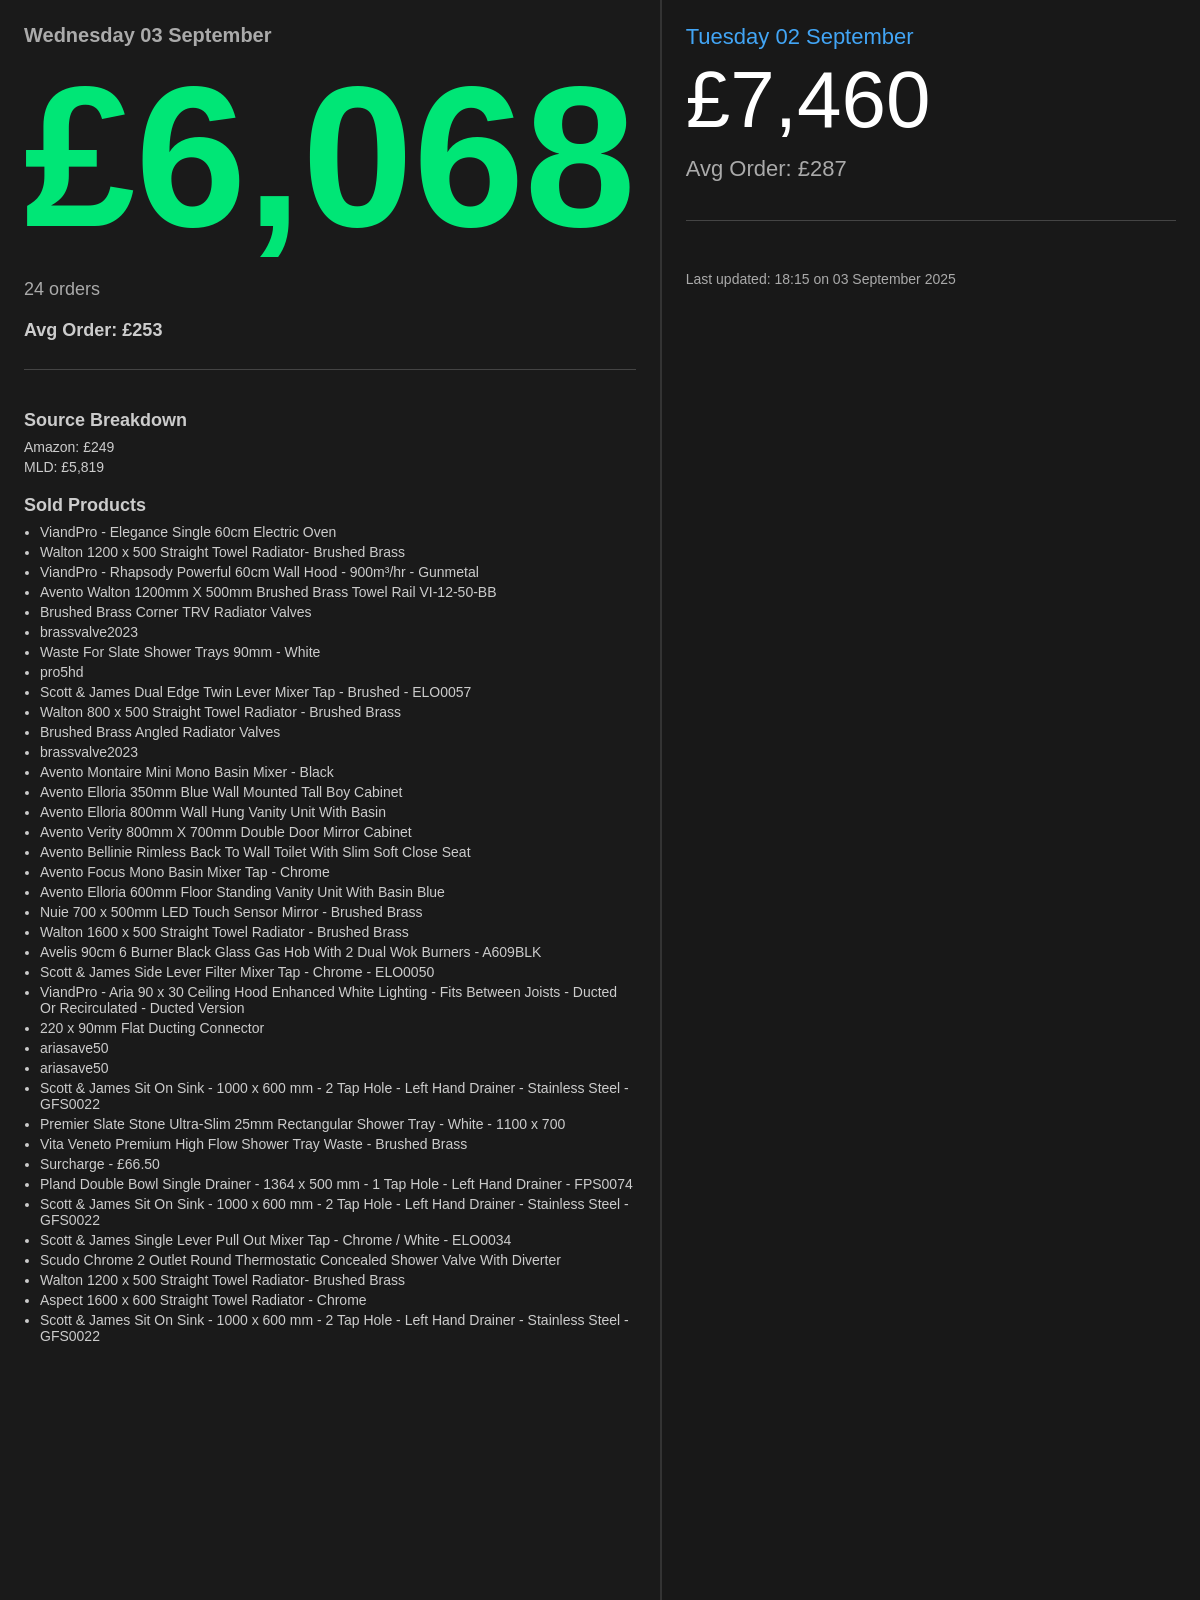 Wednesday 03 September
£6,068
24 orders
Avg Order: £253
Source Breakdown
Amazon: £249
MLD: £5,819
Sold Products
• ViandPro - Elegance Single 60cm Electric Oven
• Walton 1200 x 500 Straight Towel Radiator- Brushed Brass
• ViandPro - Rhapsody Powerful 60cm Wall Hood - 900m³/hr - Gunmetal
• Avento Walton 1200mm X 500mm Brushed Brass Towel Rail VI-12-50-BB
• Brushed Brass Corner TRV Radiator Valves
• brassvalve2023
• Waste For Slate Shower Trays 90mm - White
• pro5hd
• Scott & James Dual Edge Twin Lever Mixer Tap - Brushed - ELO0057
• Walton 800 x 500 Straight Towel Radiator - Brushed Brass
• Brushed Brass Angled Radiator Valves
• brassvalve2023
• Avento Montaire Mini Mono Basin Mixer - Black
• Avento Elloria 350mm Blue Wall Mounted Tall Boy Cabinet
• Avento Elloria 800mm Wall Hung Vanity Unit With Basin
• Avento Verity 800mm X 700mm Double Door Mirror Cabinet
• Avento Bellinie Rimless Back To Wall Toilet With Slim Soft Close Seat
• Avento Focus Mono Basin Mixer Tap - Chrome
• Avento Elloria 600mm Floor Standing Vanity Unit With Basin Blue
• Nuie 700 x 500mm LED Touch Sensor Mirror - Brushed Brass
• Walton 1600 x 500 Straight Towel Radiator - Brushed Brass
• Avelis 90cm 6 Burner Black Glass Gas Hob With 2 Dual Wok Burners - A609BLK
• Scott & James Side Lever Filter Mixer Tap - Chrome - ELO0050
• ViandPro - Aria 90 x 30 Ceiling Hood Enhanced White Lighting - Fits Between Joists - Ducted
Or Recirculated - Ducted Version
• 220 x 90mm Flat Ducting Connector
• ariasave50
• ariasave50
• Scott & James Sit On Sink - 1000 x 600 mm - 2 Tap Hole - Left Hand Drainer - Stainless Steel -
GFS0022
• Premier Slate Stone Ultra-Slim 25mm Rectangular Shower Tray - White - 1100 x 700
• Vita Veneto Premium High Flow Shower Tray Waste - Brushed Brass
• Surcharge - £66.50
• Pland Double Bowl Single Drainer - 1364 x 500 mm - 1 Tap Hole - Left Hand Drainer - FPS0074
• Scott & James Sit On Sink - 1000 x 600 mm - 2 Tap Hole - Left Hand Drainer - Stainless Steel -
GFS0022
• Scott & James Single Lever Pull Out Mixer Tap - Chrome / White - ELO0034
• Scudo Chrome 2 Outlet Round Thermostatic Concealed Shower Valve With Diverter
• Walton 1200 x 500 Straight Towel Radiator- Brushed Brass
• Aspect 1600 x 600 Straight Towel Radiator - Chrome
• Scott & James Sit On Sink - 1000 x 600 mm - 2 Tap Hole - Left Hand Drainer - Stainless Steel -
GFS0022
Tuesday 02 September
£7,460
Avg Order: £287
Last updated: 18:15 on 03 September 2025